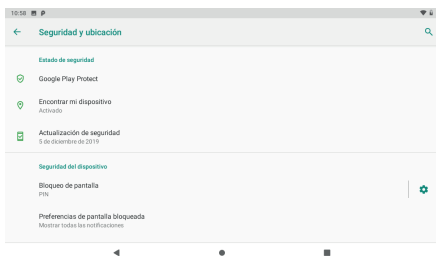 10:58
Seguridad y ubicación
Estado de seguridad
Google Play Protect
Encontrar mi dispositivo
Activado
Actualización de seguridad
5 de diciembre de 2019
Seguridad del dispositivo
Bloqueo de pantalla
PIN
Preferencias de pantalla bloqueada
Mostrar todas las notificaciones